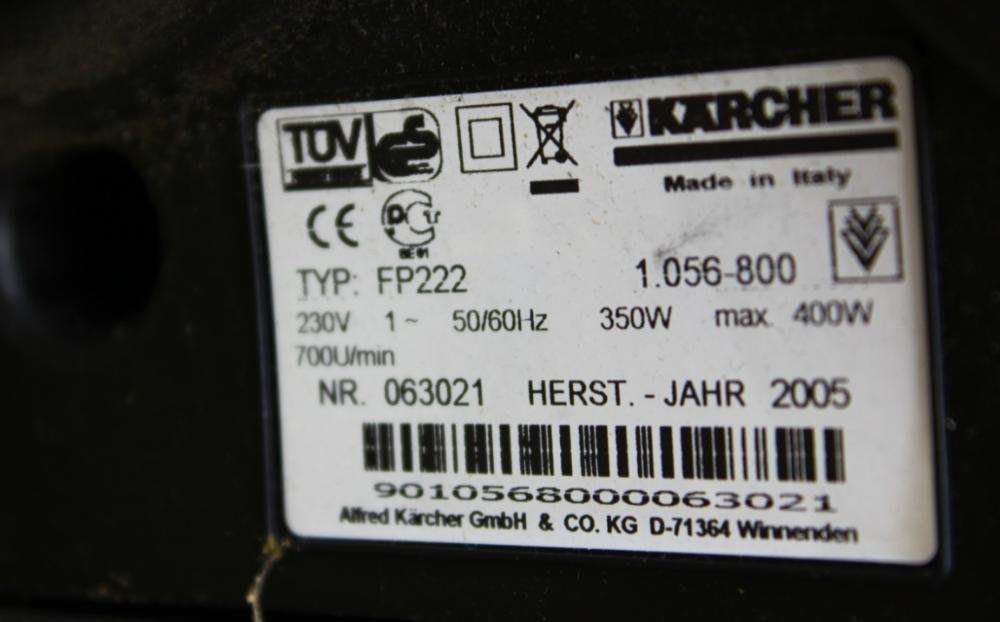 TÜV
KÄRCHER
Made in Italy
CE
TYP: FP222 1.056-800
230V 1~ 50/60Hz 350W max. 400W
700U/min
NR. 063021 HERST.-JAHR 2005
9010568000063021
Alfred Kärcher GmbH & CO. KG D-71364 Winnenden